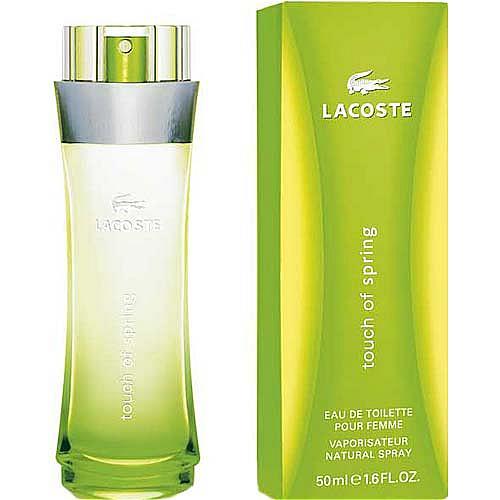 LACOSTE
touch of spring
LACOSTE
touch of spring
EAU DE TOILETTE
POUR FEMME
VAPORISATEUR
NATURAL SPRAY
50ml℮1.6FL.OZ.